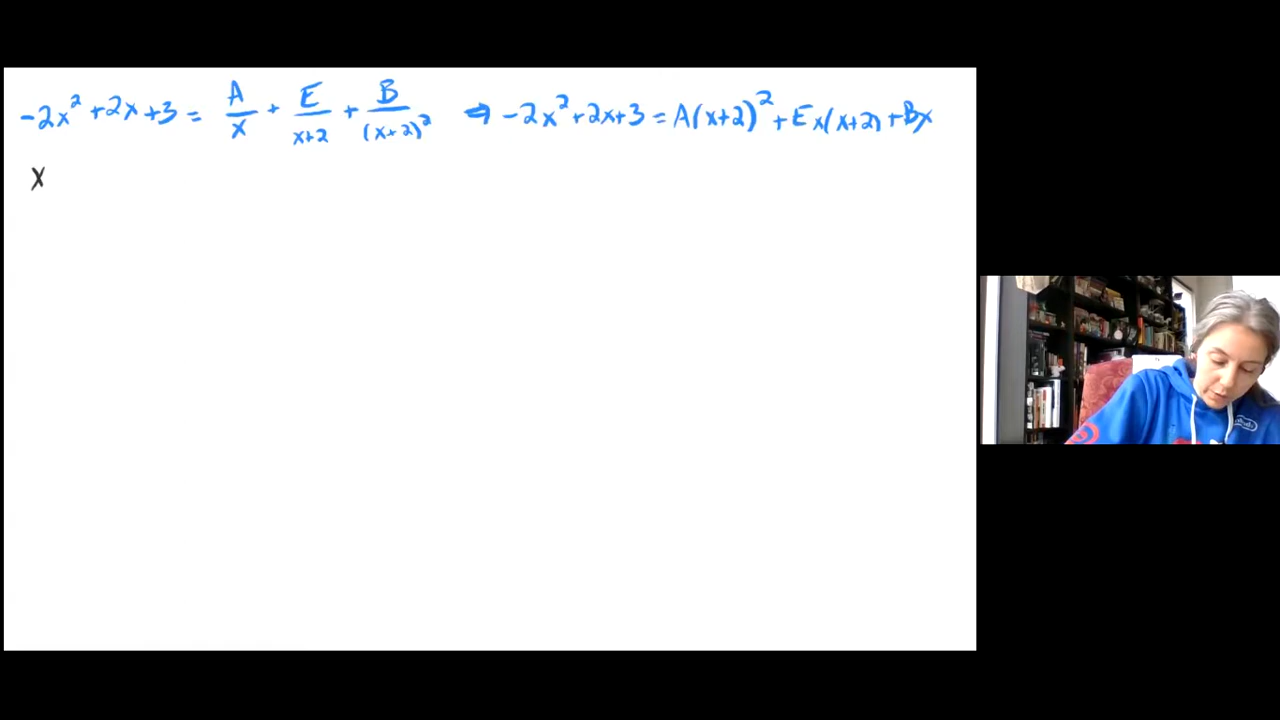 -2x² + 2x + 3 = A/x + E/(x+2) + B/(x+2)² ⇒ -2x² + 2x + 3 = A(x+2)² + Ex(x+2) + Bx
x